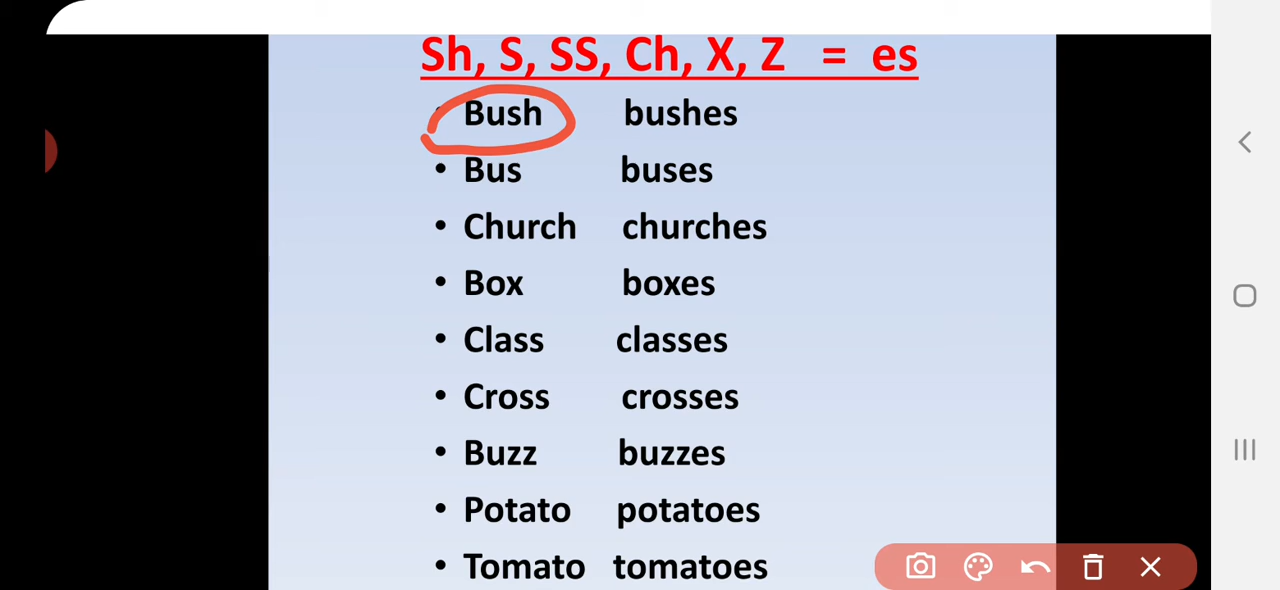 Sh, S, SS, Ch, X, Z = es
• Bush bushes
• Bus buses
• Church churches
• Box boxes
• Class classes
• Cross crosses
• Buzz buzzes
• Potato potatoes
• Tomato tomatoes